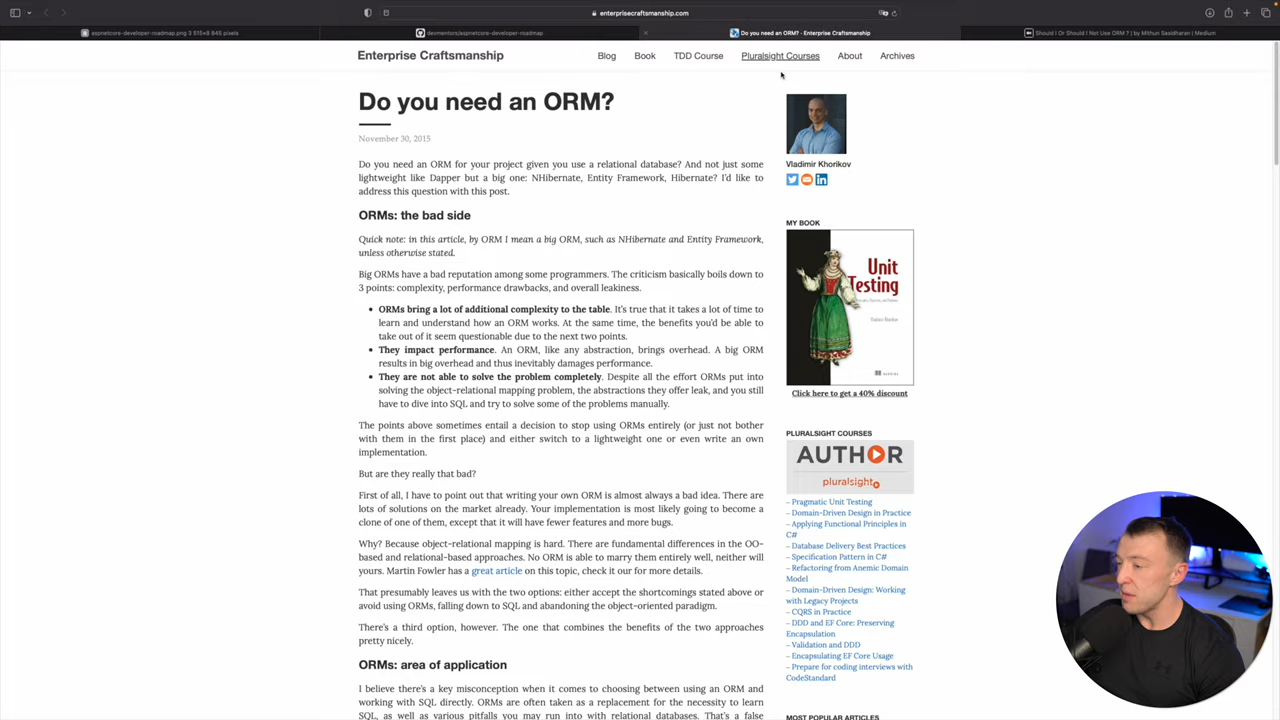 enterprisecraftsmanship.com
aspnetcore-developer-roadmap.png 3 515×8 645 pixels
devmentors/aspnetcore-developer-roadmap
Do you need an ORM? · Enterprise Craftsmanship
Should I Or Should I Not Use ORM ? | by Mithun Sasidharan | Medium
Enterprise Craftsmanship
Blog
Book
TDD Course
Pluralsight Courses
About
Archives
Do you need an ORM?
November 30, 2015
Do you need an ORM for your project given you use a relational database? And not just some
lightweight like Dapper but a big one: NHibernate, Entity Framework, Hibernate? I'd like to
address this question with this post.
ORMs: the bad side
Quick note: in this article, by ORM I mean a big ORM, such as NHibernate and Entity Framework,
unless otherwise stated.
Big ORMs have a bad reputation among some programmers. The criticism basically boils down to
3 points: complexity, performance drawbacks, and overall leakiness.
• ORMs bring a lot of additional complexity to the table. It's true that it takes a lot of time to
learn and understand how an ORM works. At the same time, the benefits you'd be able to
take out of it seem questionable due to the next two points.
• They impact performance. An ORM, like any abstraction, brings overhead. A big ORM
results in big overhead and thus inevitably damages performance.
• They are not able to solve the problem completely. Despite all the effort ORMs put into
solving the object-relational mapping problem, the abstractions they offer leak, and you still
have to dive into SQL and try to solve some of the problems manually.
The points above sometimes entail a decision to stop using ORMs entirely (or just not bother
with them in the first place) and either switch to a lightweight one or even write an own
implementation.
But are they really that bad?
First of all, I have to point out that writing your own ORM is almost always a bad idea. There are
lots of solutions on the market already. Your implementation is most likely going to become a
clone of one of them, except that it will have fewer features and more bugs.
Why? Because object-relational mapping is hard. There are fundamental differences in the OO-
based and relational-based approaches. No ORM is able to marry them entirely well, neither will
yours. Martin Fowler has a great article on this topic, check it our for more details.
That presumably leaves us with the two options: either accept the shortcomings stated above or
avoid using ORMs, falling down to SQL and abandoning the object-oriented paradigm.
There's a third option, however. The one that combines the benefits of the two approaches
pretty nicely.
ORMs: area of application
I believe there's a key misconception when it comes to choosing between using an ORM and
working with SQL directly. ORMs are often taken as a replacement for the necessity to learn
SQL, as well as various pitfalls you may run into with relational databases. That's a false
Vladimir Khorikov
MY BOOK
Unit
Testing
Vladimir Khorikov
MANNING
Click here to get a 40% discount
PLURALSIGHT COURSES
AUTHOR
pluralsight
– Pragmatic Unit Testing
– Domain-Driven Design in Practice
– Applying Functional Principles in
C#
– Database Delivery Best Practices
– Specification Pattern in C#
– Refactoring from Anemic Domain
Model
– Domain-Driven Design: Working
with Legacy Projects
– CQRS in Practice
– DDD and EF Core: Preserving
Encapsulation
– Validation and DDD
– Encapsulating EF Core Usage
– Prepare for coding interviews with
CodeStandard
MOST POPULAR ARTICLES